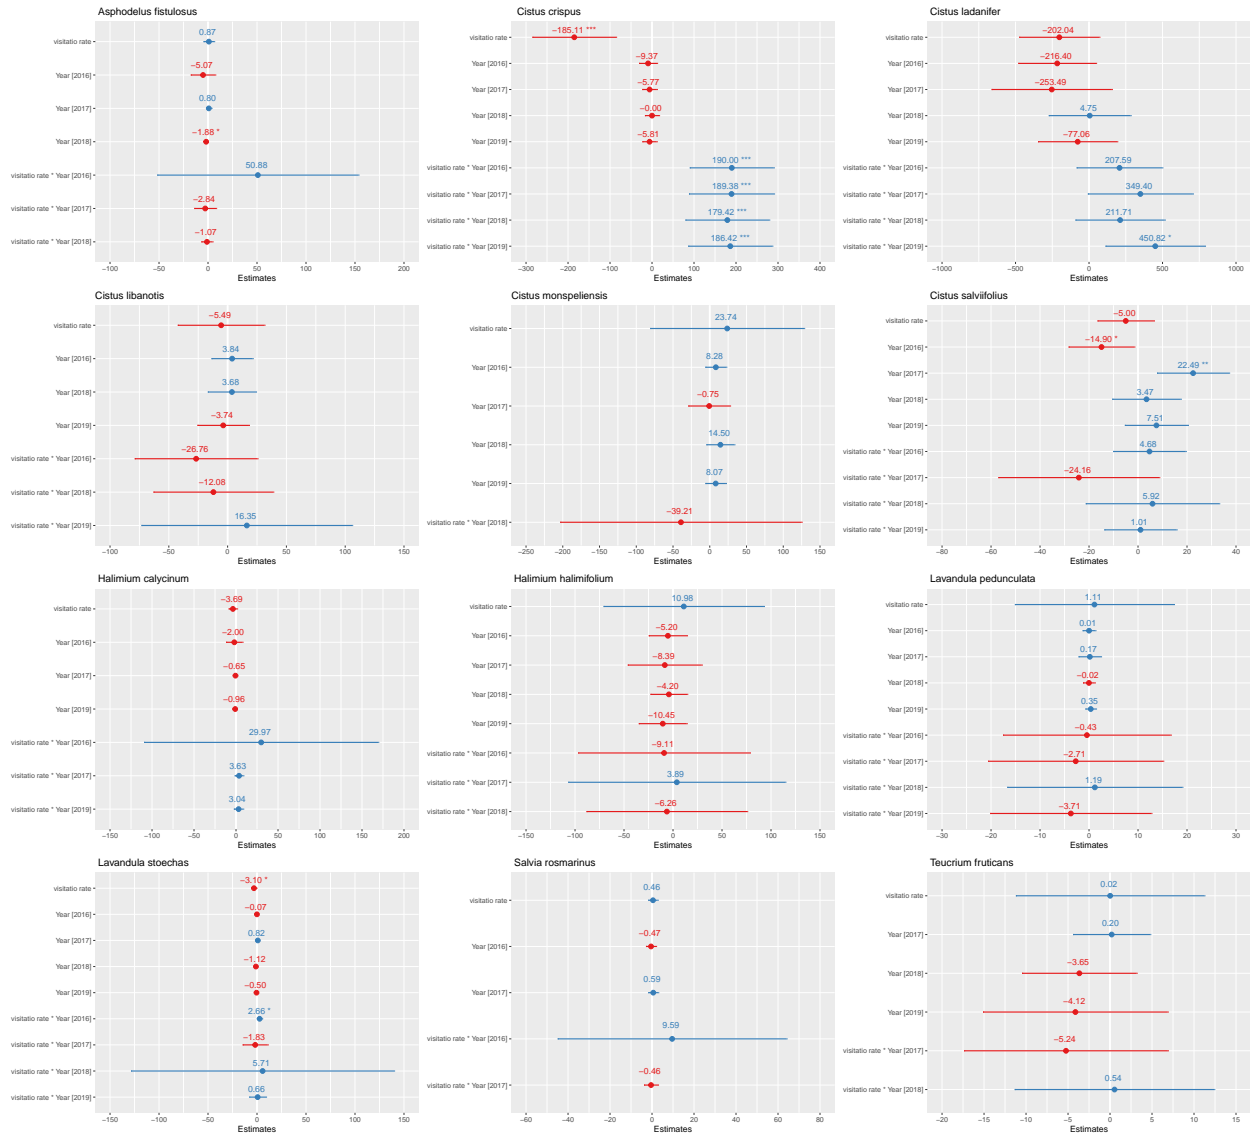 Asphodelus fistulosus
visitatio rate
Year [2016]
Year [2017]
Year [2018]
visitatio rate * Year [2016]
visitatio rate * Year [2017]
visitatio rate * Year [2018]
0.87
−5.07
0.80
−1.88 *
50.88
−2.84
−1.07
−100 −50 0 50 100 150 200
Estimates
Cistus crispus
visitatio rate
Year [2016]
Year [2017]
Year [2018]
Year [2019]
visitatio rate * Year [2016]
visitatio rate * Year [2017]
visitatio rate * Year [2018]
visitatio rate * Year [2019]
−185.11 ***
−9.37
−5.77
−0.00
−5.81
190.00 ***
189.38 ***
179.42 ***
186.42 ***
−300 −200 −100 0 100 200 300 400
Estimates
Cistus ladanifer
visitatio rate
Year [2016]
Year [2017]
Year [2018]
Year [2019]
visitatio rate * Year [2016]
visitatio rate * Year [2017]
visitatio rate * Year [2018]
visitatio rate * Year [2019]
−202.04
−216.40
−253.49
4.75
−77.06
207.59
349.40
211.71
450.82 *
−1000 −500 0 500 1000
Estimates
Cistus libanotis
visitatio rate
Year [2016]
Year [2018]
Year [2019]
visitatio rate * Year [2016]
visitatio rate * Year [2018]
visitatio rate * Year [2019]
−5.49
3.84
3.68
−3.74
−26.76
−12.08
16.35
−100 −50 0 50 100 150
Estimates
Cistus monspeliensis
visitatio rate
Year [2016]
Year [2017]
Year [2018]
Year [2019]
visitatio rate * Year [2018]
23.74
8.28
−0.75
14.50
8.07
−39.21
−250 −200 −150 −100 −50 0 50 100 150
Estimates
Cistus salviifolius
visitatio rate
Year [2016]
Year [2017]
Year [2018]
Year [2019]
visitatio rate * Year [2016]
visitatio rate * Year [2017]
visitatio rate * Year [2018]
visitatio rate * Year [2019]
−5.00
−14.90 *
22.49 **
3.47
7.51
4.68
−24.16
5.92
1.01
−80 −60 −40 −20 0 20 40
Estimates
Halimium calycinum
visitatio rate
Year [2016]
Year [2017]
Year [2019]
visitatio rate * Year [2016]
visitatio rate * Year [2017]
visitatio rate * Year [2019]
−3.69
−2.00
−0.65
−0.96
29.97
3.63
3.04
−150 −100 −50 0 50 100 150 200
Estimates
Halimium halimifolium
visitatio rate
Year [2016]
Year [2017]
Year [2018]
Year [2019]
visitatio rate * Year [2016]
visitatio rate * Year [2017]
visitatio rate * Year [2018]
10.98
−5.20
−8.39
−4.20
−10.45
−9.11
3.89
−6.26
−150 −100 −50 0 50 100 150
Estimates
Lavandula pedunculata
visitatio rate
Year [2016]
Year [2017]
Year [2018]
Year [2019]
visitatio rate * Year [2016]
visitatio rate * Year [2017]
visitatio rate * Year [2018]
visitatio rate * Year [2019]
1.11
0.01
0.17
−0.02
0.35
−0.43
−2.71
1.19
−3.71
−30 −20 −10 0 10 20 30
Estimates
Lavandula stoechas
visitatio rate
Year [2016]
Year [2017]
Year [2018]
Year [2019]
visitatio rate * Year [2016]
visitatio rate * Year [2017]
visitatio rate * Year [2018]
visitatio rate * Year [2019]
−3.10 *
−0.07
0.82
−1.12
−0.50
2.66 *
−1.83
5.71
0.66
−150 −100 −50 0 50 100 150
Estimates
Salvia rosmarinus
visitatio rate
Year [2016]
Year [2017]
visitatio rate * Year [2016]
visitatio rate * Year [2017]
0.46
−0.47
0.59
9.59
−0.46
−60 −40 −20 0 20 40 60 80
Estimates
Teucrium fruticans
visitatio rate
Year [2017]
Year [2018]
Year [2019]
visitatio rate * Year [2017]
visitatio rate * Year [2018]
0.02
0.20
−3.65
−4.12
−5.24
0.54
−20 −15 −10 −5 0 5 10 15
Estimates